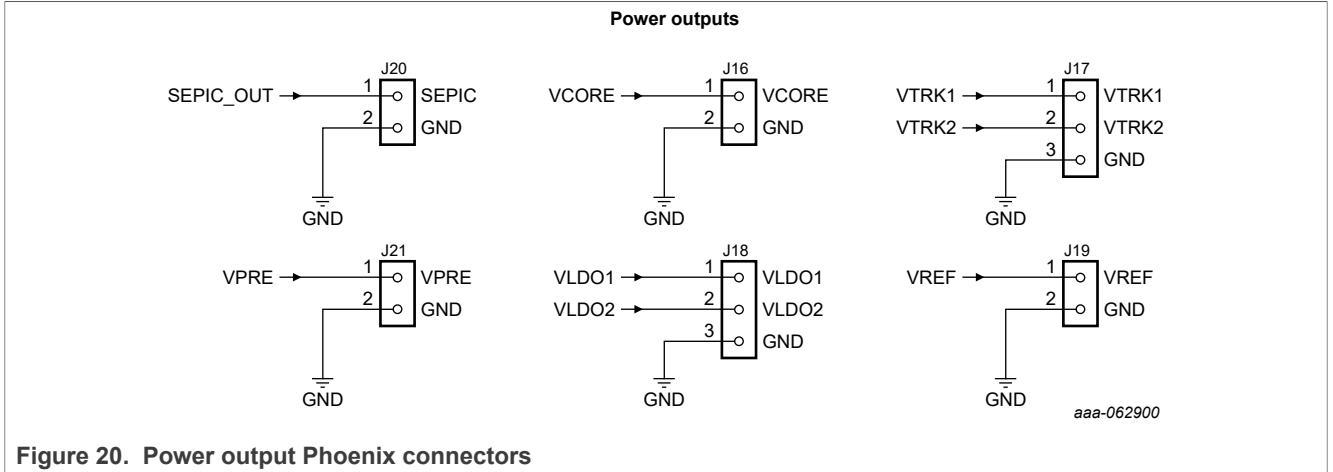 Power outputs
J20
SEPIC_OUT 1 SEPIC
2 GND
GND
J16
VCORE 1 VCORE
2 GND
GND
J17
VTRK1 1 VTRK1
VTRK2 2 VTRK2
3 GND
GND
J21
VPRE 1 VPRE
2 GND
GND
J18
VLDO1 1 VLDO1
VLDO2 2 VLDO2
3 GND
GND
J19
VREF 1 VREF
2 GND
GND
aaa-062900
Figure 20. Power output Phoenix connectors